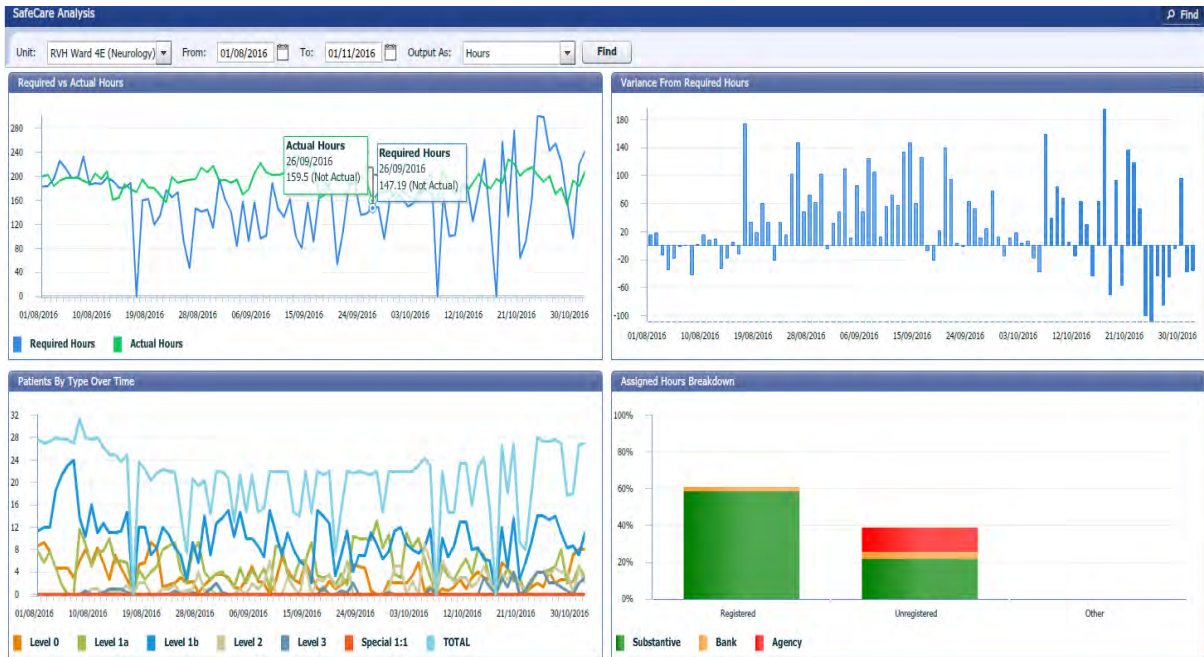 SafeCare Analysis
Find
Unit: RVH Ward 4E (Neurology) From: 01/08/2016 To: 01/11/2016 Output As: Hours Find
Required vs Actual Hours
280
240
200
160
120
80
40
0
Actual Hours
26/09/2016
159.5 (Not Actual)
Required Hours
26/09/2016
147.19 (Not Actual)
01/08/2016 10/08/2016 19/08/2016 28/08/2016 06/09/2016 15/09/2016 24/09/2016 03/10/2016 12/10/2016 21/10/2016 30/10/2016
Required Hours Actual Hours
Variance From Required Hours
180
140
100
60
20
-20
-60
-100
01/08/2016 10/08/2016 19/08/2016 28/08/2016 06/09/2016 15/09/2016 24/09/2016 03/10/2016 12/10/2016 21/10/2016 30/10/2016
Patients By Type Over Time
32
28
24
20
16
12
8
4
0
01/08/2016 10/08/2016 19/08/2016 28/08/2016 06/09/2016 15/09/2016 24/09/2016 03/10/2016 12/10/2016 21/10/2016 30/10/2016
Level 0 Level 1a Level 1b Level 2 Level 3 Special 1:1 TOTAL
Assigned Hours Breakdown
100%
80%
60%
40%
20%
0%
Registered Unregistered Other
Substantive Bank Agency